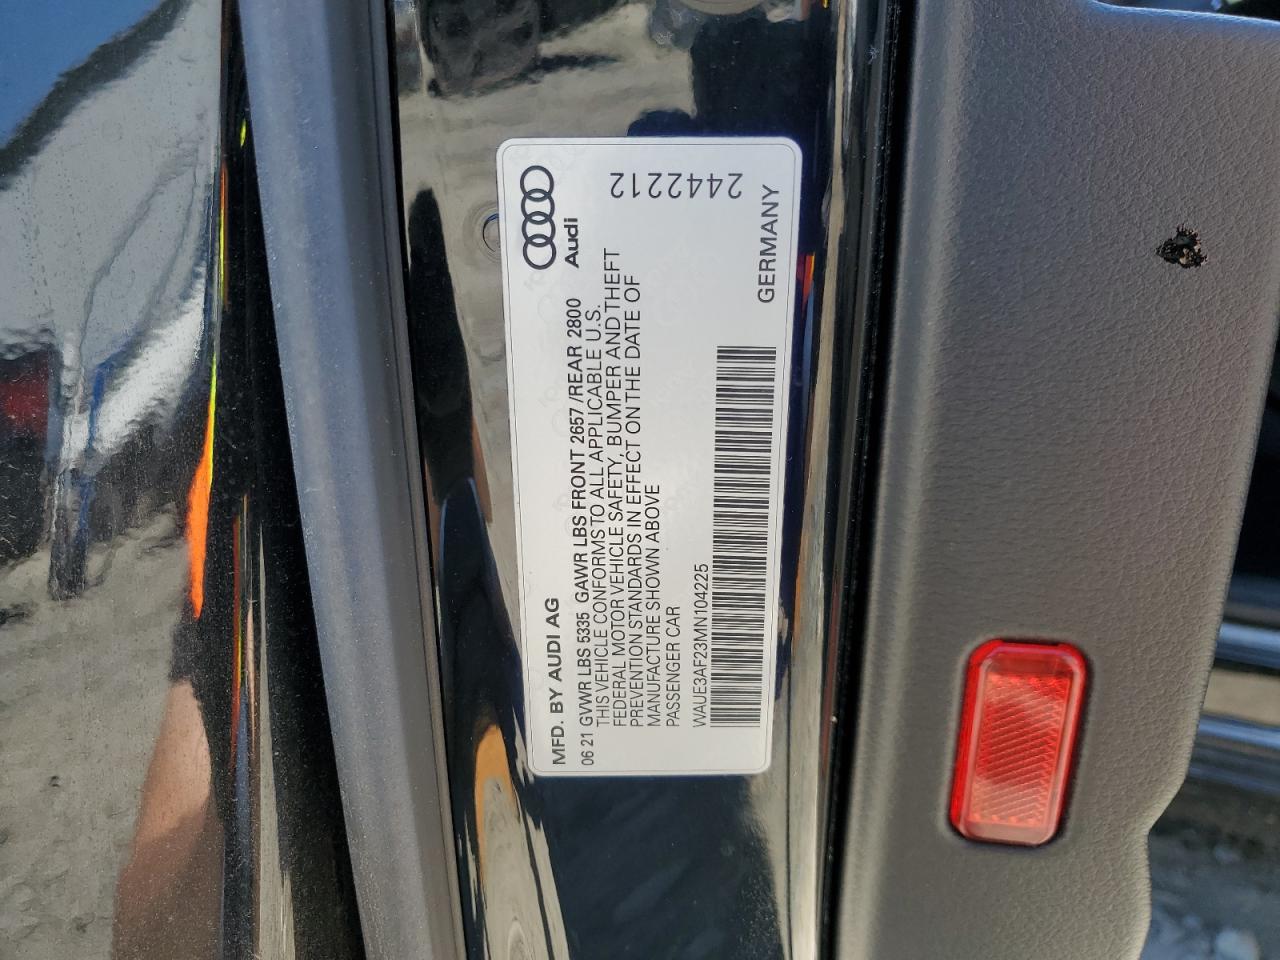 Audi
MFD. BY AUDI AG
06 21 GVWR LBS 5335 GAWR LBS FRONT 2657 /REAR 2800
THIS VEHICLE CONFORMS TO ALL APPLICABLE U.S.
FEDERAL MOTOR VEHICLE SAFETY, BUMPER AND THEFT
PREVENTION STANDARDS IN EFFECT ON THE DATE OF
MANUFACTURE SHOWN ABOVE
PASSENGER CAR
WAUE3AF23MN104225
GERMANY
2442212